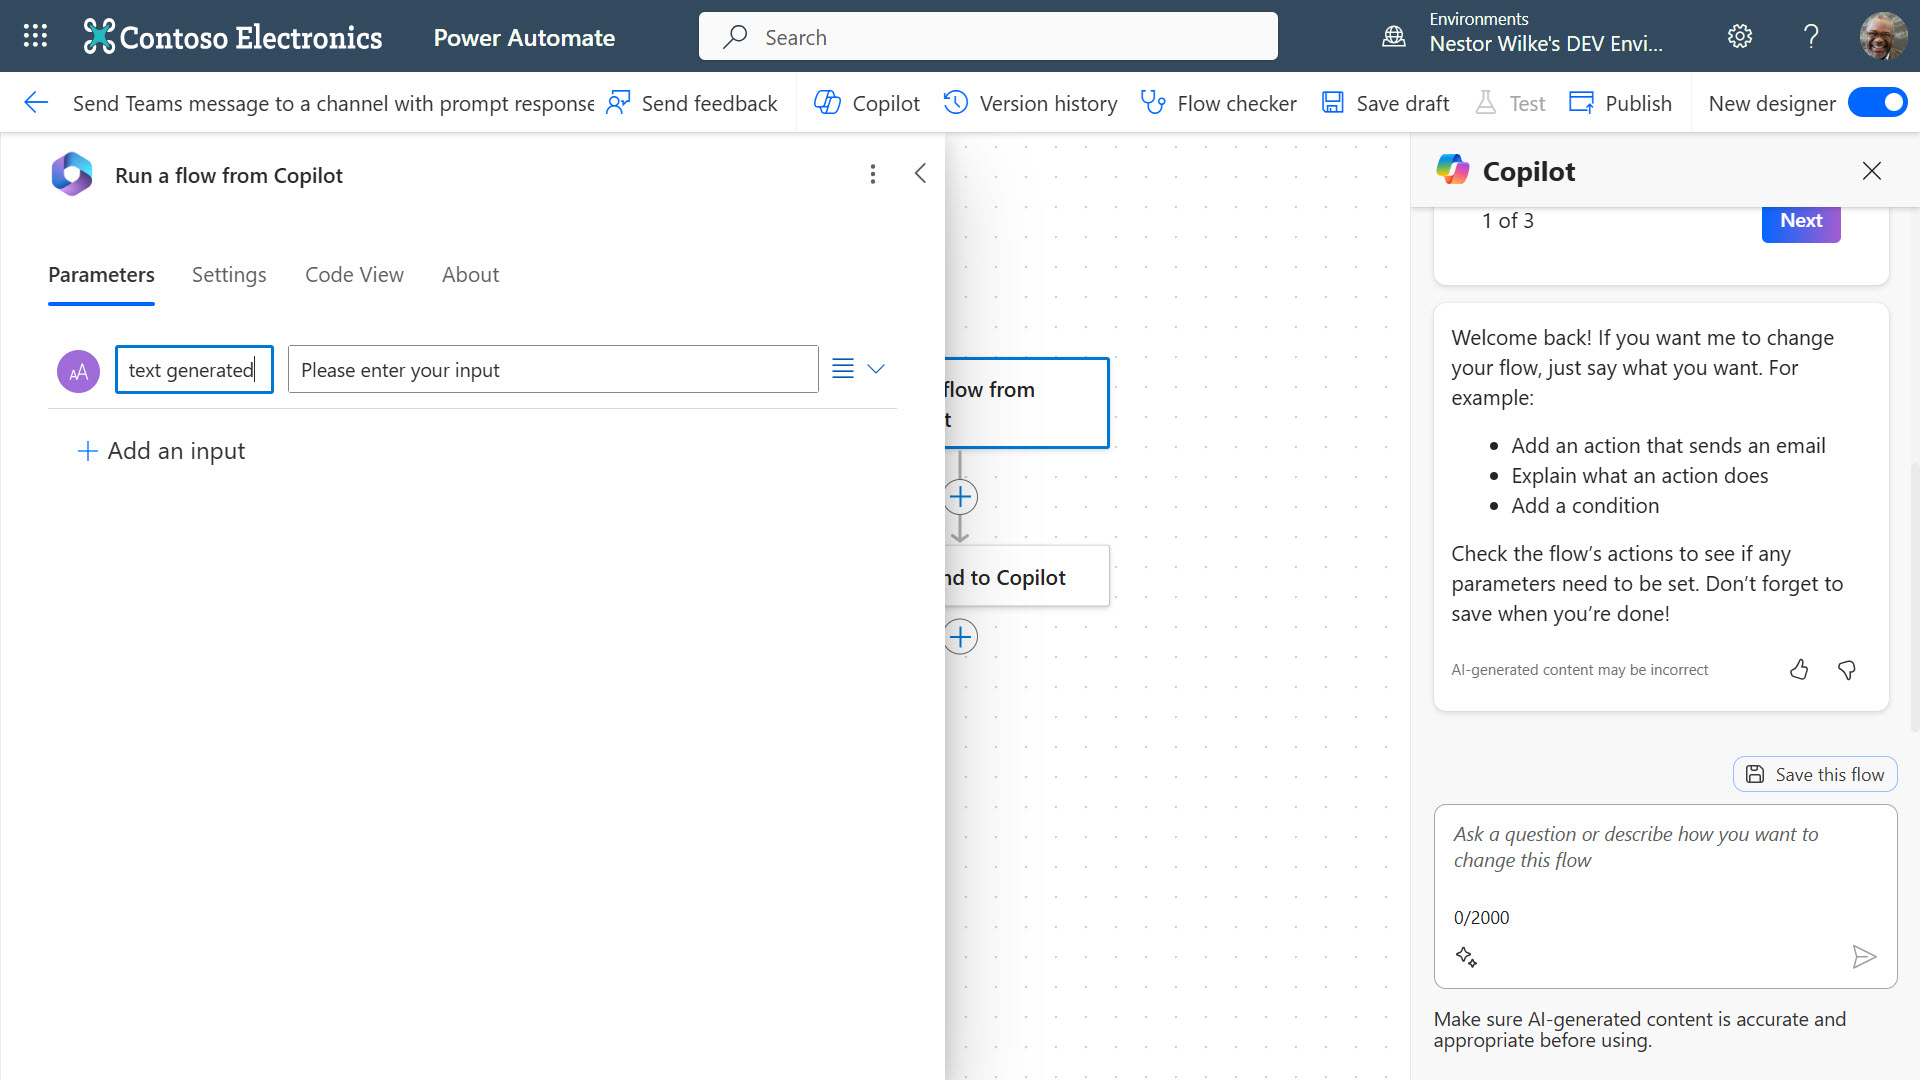 Contoso Electronics
Power Automate
Search
Environments
Nestor Wilke's DEV Envi...
Send Teams message to a channel with prompt response
Send feedback
Copilot
Version history
Flow checker
Save draft
Test
Publish
New designer
Run a flow from Copilot
Parameters
Settings
Code View
About
text generated
Please enter your input
Add an input
flow from
t
nd to Copilot
Copilot
1 of 3
Next
Welcome back! If you want me to change
your flow, just say what you want. For
example:
Add an action that sends an email
Explain what an action does
Add a condition
Check the flow’s actions to see if any
parameters need to be set. Don’t forget to
save when you’re done!
AI-generated content may be incorrect
Save this flow
Ask a question or describe how you want to
change this flow
0/2000
Make sure AI-generated content is accurate and
appropriate before using.